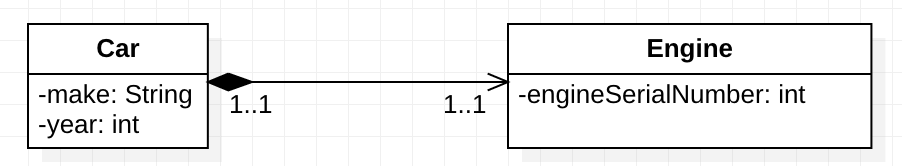 Car
-make: String
-year: int
1..1
1..1
Engine
-engineSerialNumber: int